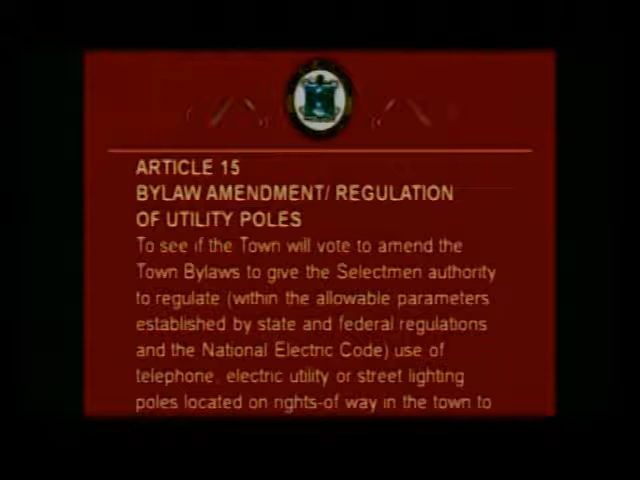 ARTICLE 15
BYLAW AMENDMENT/ REGULATION
OF UTILITY POLES
To see if the Town will vote to amend the
Town Bylaws to give the Selectmen authority
to regulate (within the allowable parameters
established by state and federal regulations
and the National Electric Code) use of
telephone, electric utility or street lighting
poles located on rights-of way in the town to